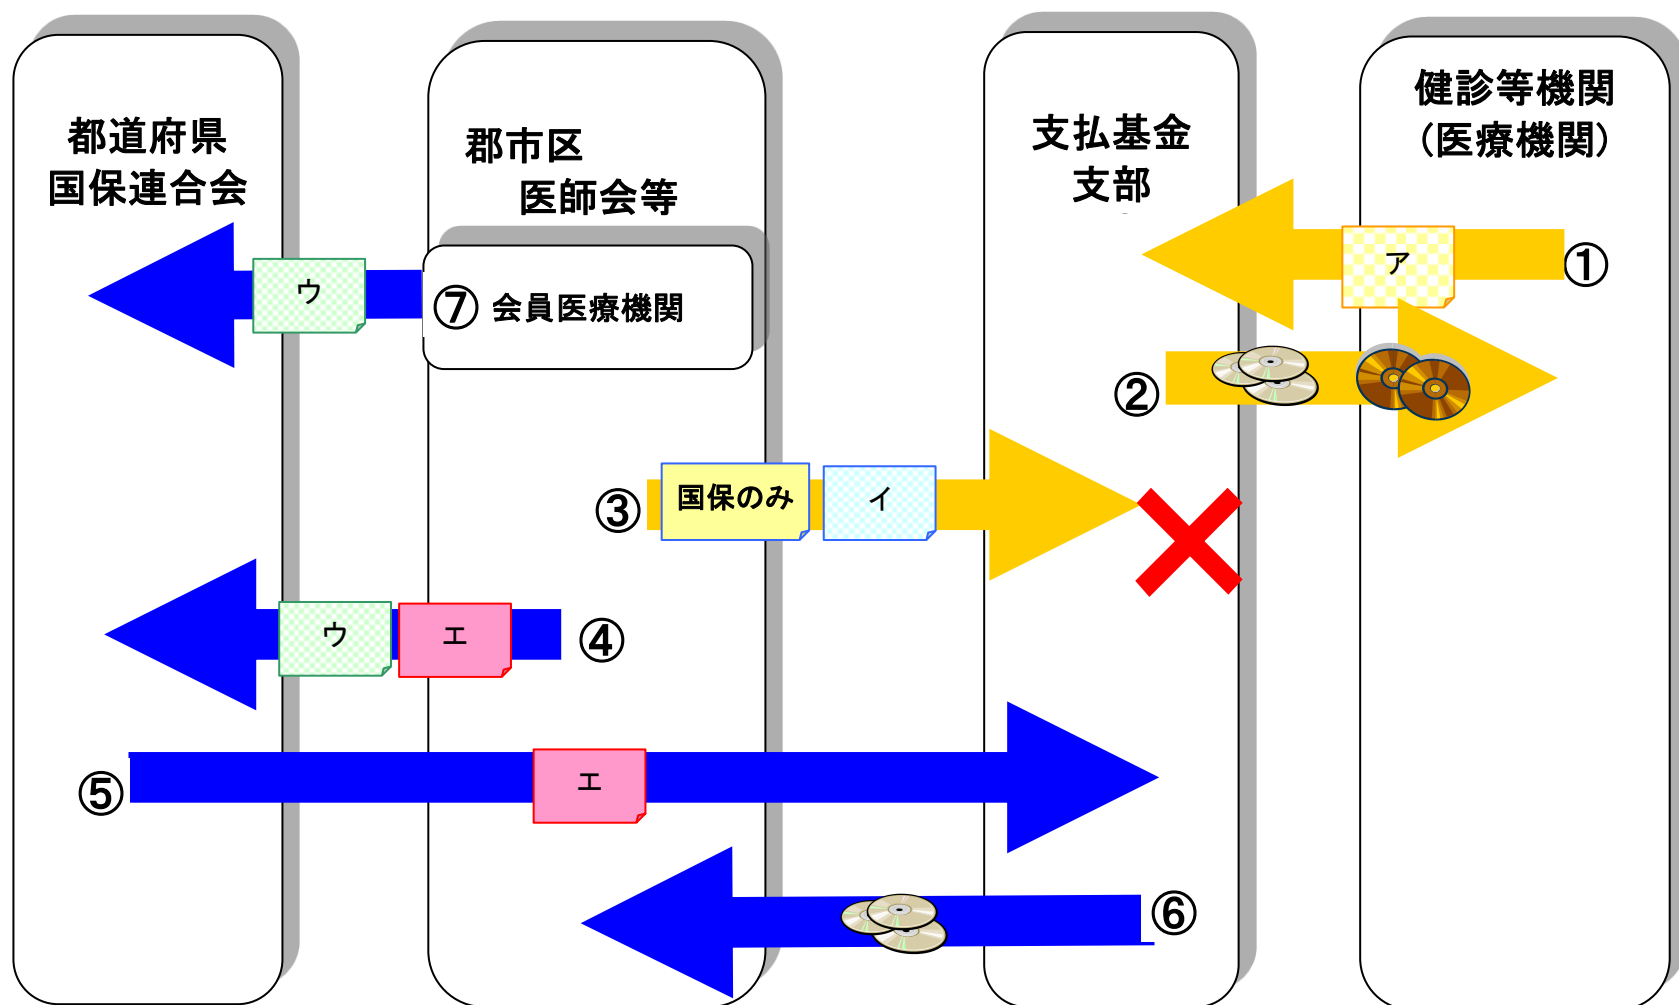 都道府県
国保連合会
郡市区
医師会等
支払基金
支部
健診等機関
（医療機関）
ア
①
ウ
⑦ 会員医療機関
②
③
国保のみ
イ
ウ
エ
④
⑤
エ
⑥